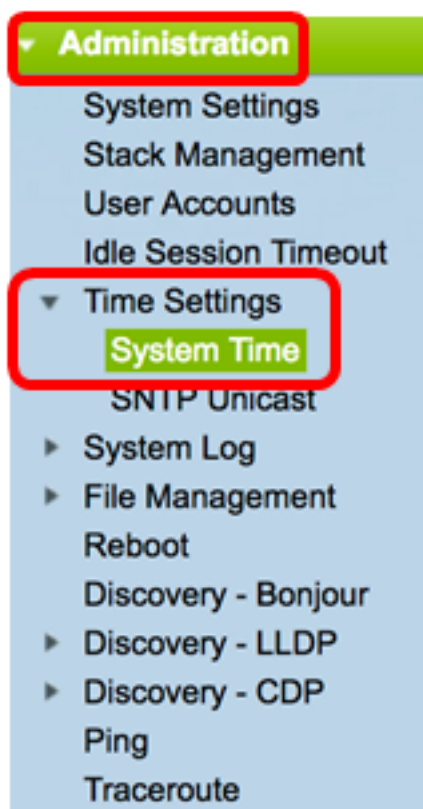 Administration
System Settings
Stack Management
User Accounts
Idle Session Timeout
Time Settings
System Time
SNTP Unicast
System Log
File Management
Reboot
Discovery - Bonjour
Discovery - LLDP
Discovery - CDP
Ping
Traceroute